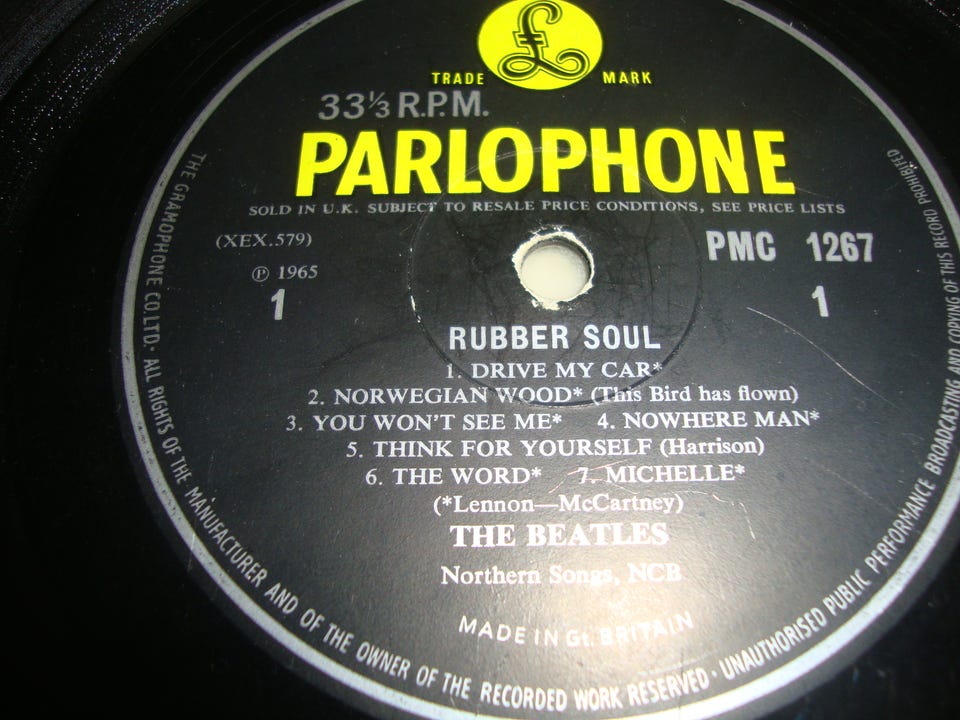 £
TRADE MARK
33⅓ R.P.M.
PARLOPHONE
SOLD IN U.K. SUBJECT TO RESALE PRICE CONDITIONS, SEE PRICE LISTS
(XEX.579) PMC 1267
℗ 1965
1 1
RUBBER SOUL
1. DRIVE MY CAR*
2. NORWEGIAN WOOD* (This Bird has flown)
3. YOU WON'T SEE ME* 4. NOWHERE MAN*
5. THINK FOR YOURSELF (Harrison)
6. THE WORD* 7. MICHELLE*
(*Lennon—McCartney)
THE BEATLES
Northern Songs, NCB
MADE IN Gt. BRITAIN
THE GRAMOPHONE CO. LTD. · ALL RIGHTS OF THE MANUFACTURER AND OF THE OWNER OF THE RECORDED WORK RESERVED · UNAUTHORISED PUBLIC PERFORMANCE BROADCASTING AND COPYING OF THIS RECORD PROHIBITED